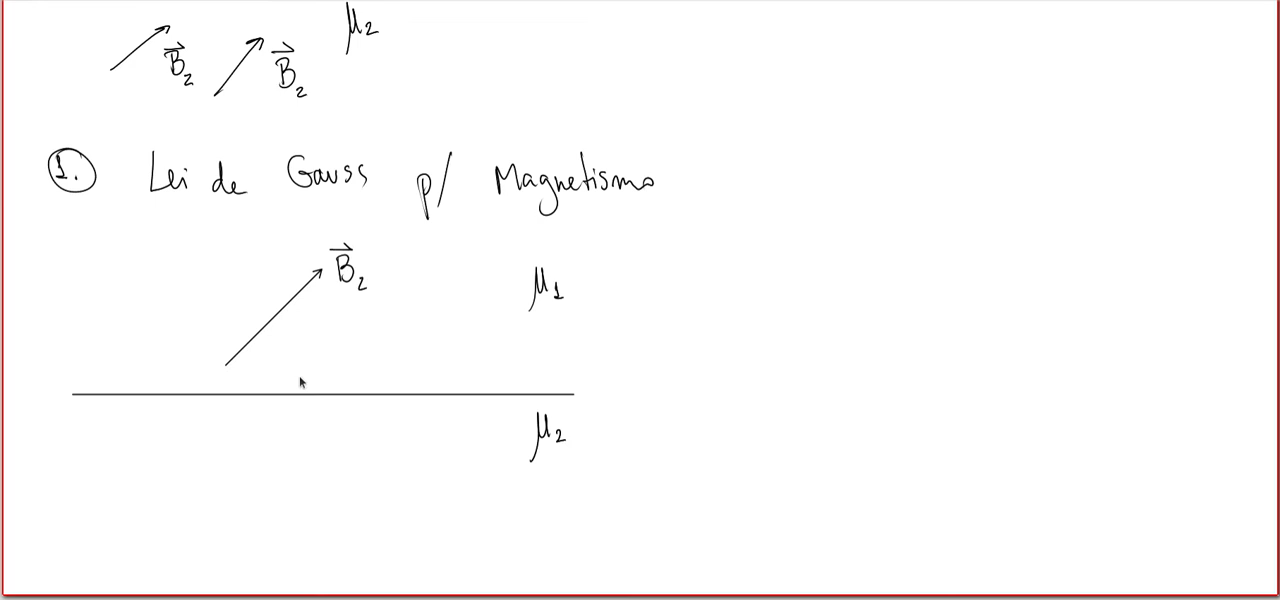 μ₂
B⃗₂ B⃗₂
1. Lei de Gauss p/ Magnetismo
B⃗₂ μ₁
μ₂